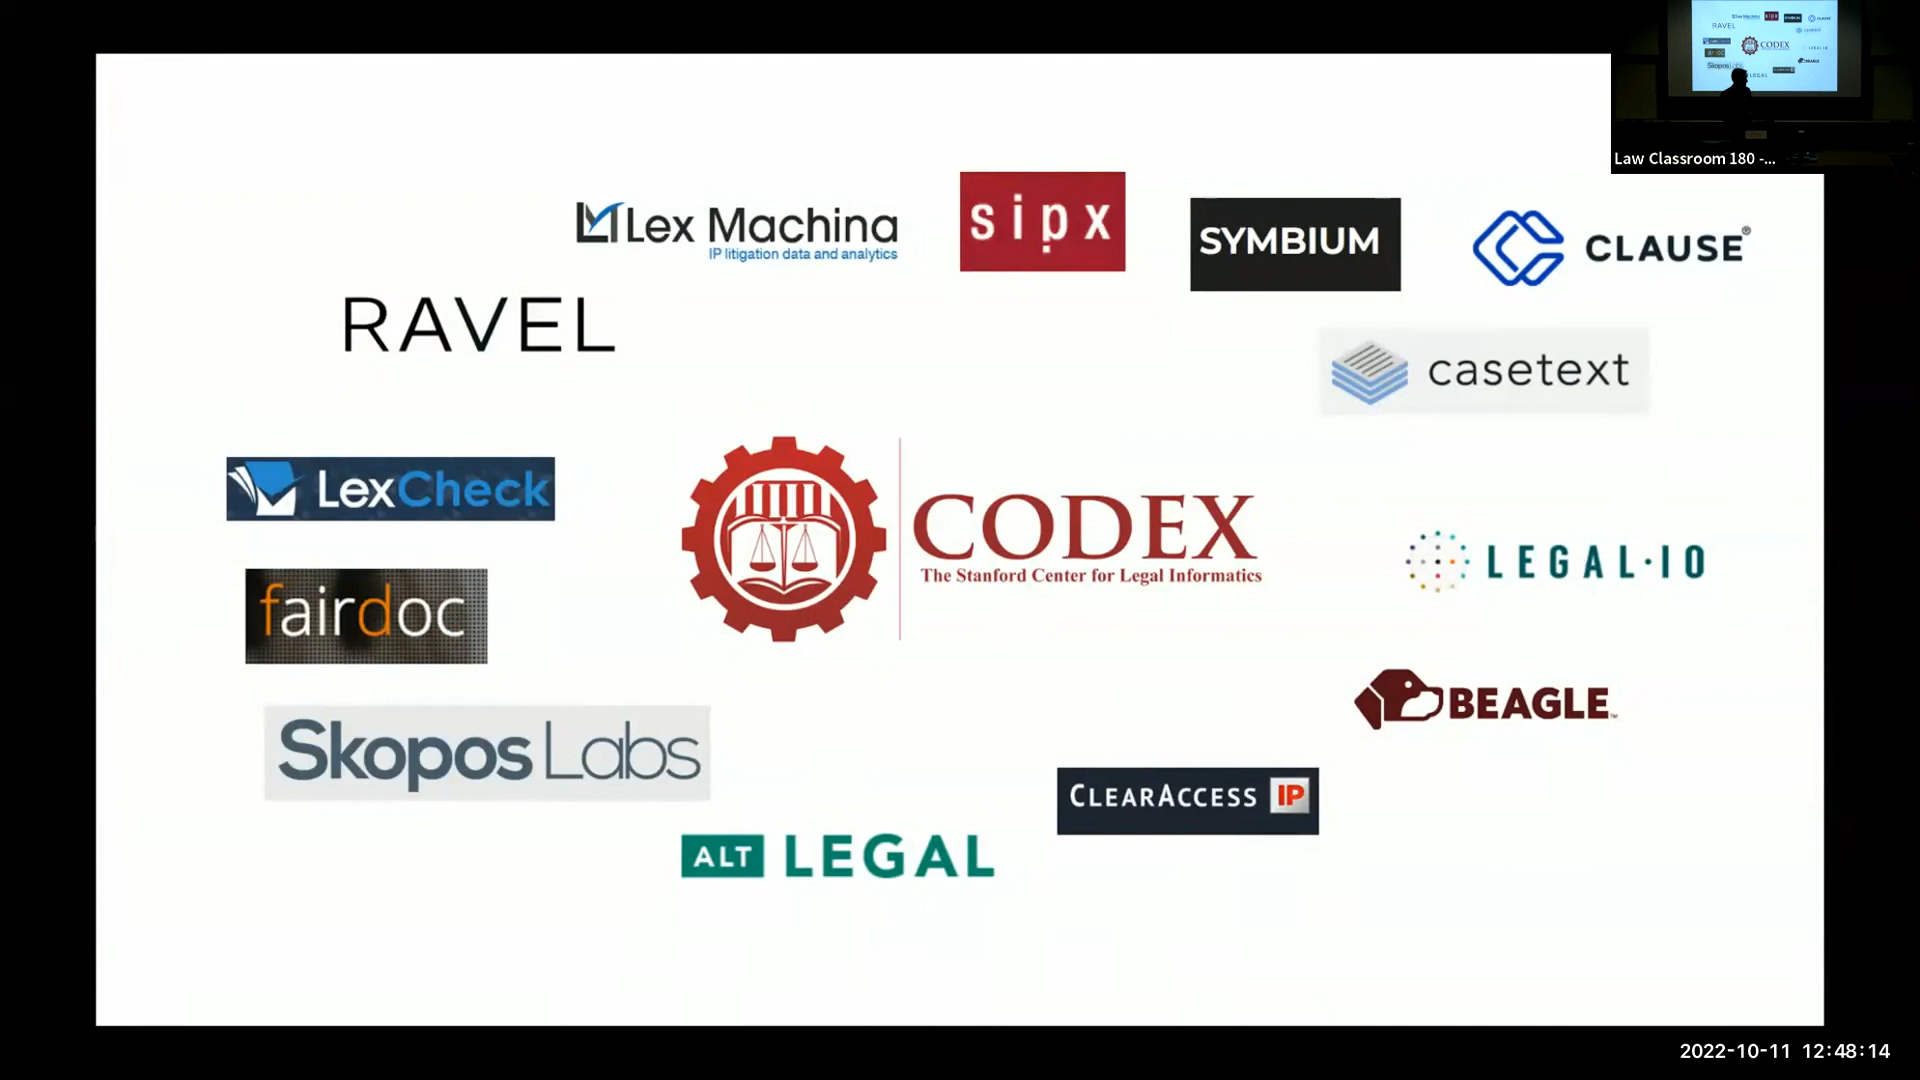 Law Classroom 180 -...
Lex Machina
IP litigation data and analytics
sipx
SYMBIUM
CLAUSE®
RAVEL
casetext
LexCheck
CODEX
The Stanford Center for Legal Informatics
LEGAL·IO
fairdoc
BEAGLE™
Skopos Labs
CLEARACCESS IP
ALT LEGAL
2022-10-11 12:48:14